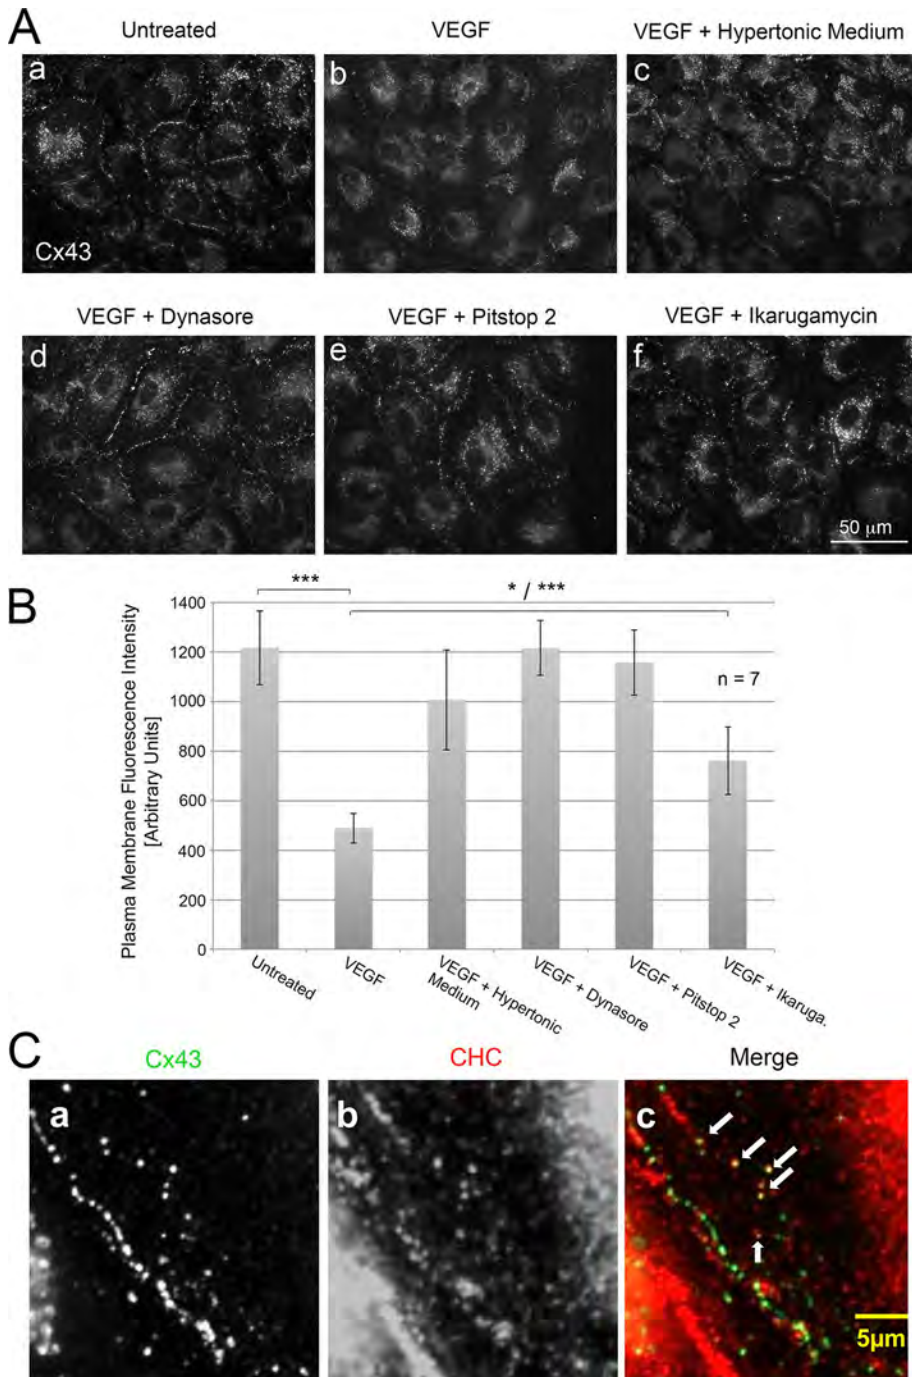 A
Untreated
VEGF
VEGF + Hypertonic Medium
a
b
c
Cx43
VEGF + Dynasore
VEGF + Pitstop 2
VEGF + Ikarugamycin
d
e
f
50 µm
B
***
* / ***
Plasma Membrane Fluorescence Intensity
[Arbitrary Units]
1400
1200
1000
800
600
400
200
0
n = 7
Untreated
VEGF
VEGF + Hypertonic
Medium
VEGF + Dynasore
VEGF + Pitstop 2
VEGF + Ikaruga.
C
Cx43
CHC
Merge
a
b
c
5µm